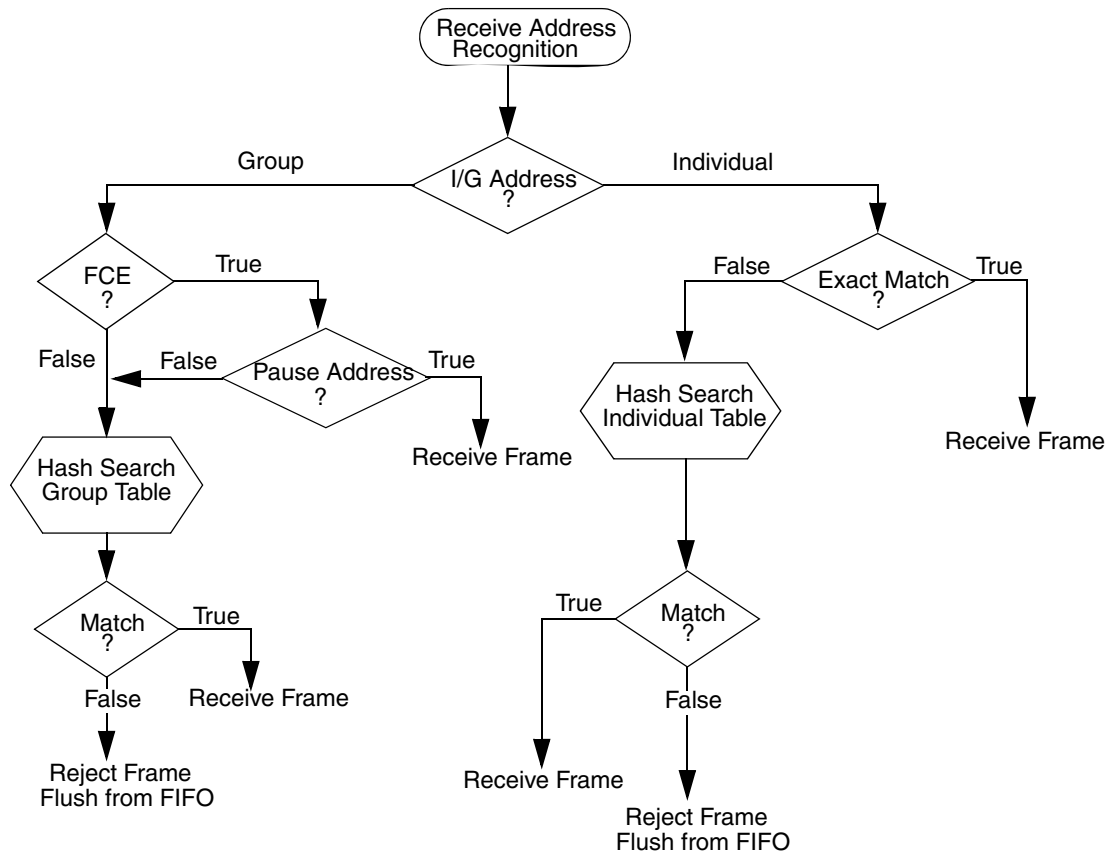 Receive Address
Recognition
Group
I/G Address
?
Individual
FCE
?
True
False
Exact Match
?
True
False
False
Pause Address
?
True
Hash Search
Individual Table
Receive Frame
Receive Frame
Hash Search
Group Table
Match
?
True
True
Match
?
False
Receive Frame
False
Reject Frame
Flush from FIFO
Receive Frame
Reject Frame
Flush from FIFO